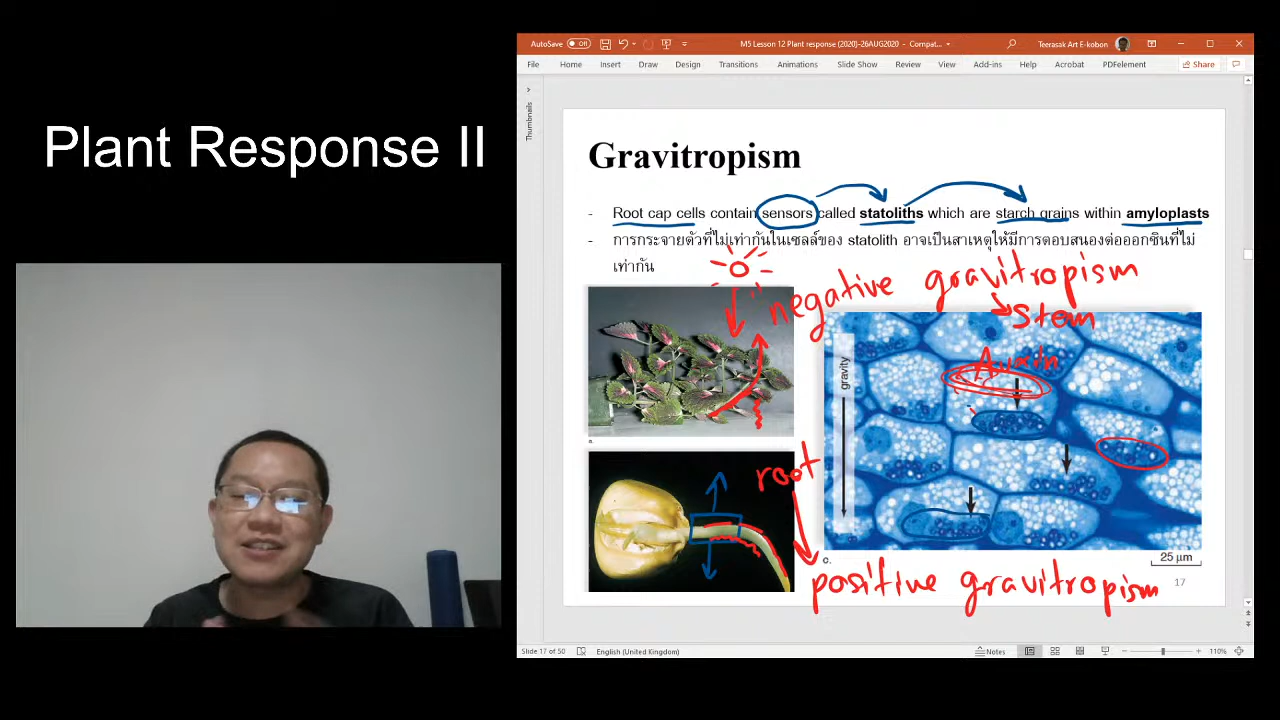 Plant Response II
AutoSave Off
M5 Lesson 12 Plant response (2020)-26AUG2020 - Compat...
Teerasak Art E-kobon
File Home Insert Draw Design Transitions Animations Slide Show Review View Add-ins Help Acrobat PDFelement Share
Thumbnails
Gravitropism
- Root cap cells contain sensors called statoliths which are starch grains within amyloplasts
- การกระจายตัวที่ไม่เท่ากันในเซลล์ของ statolith อาจเป็นสาเหตุให้มีการตอบสนองต่อออกซินที่ไม่
เท่ากัน
negative gravitropism
stem
Auxin
gravity
a.
root
c.
25 μm
positive gravitropism
17
Slide 17 of 50 English (United Kingdom) Notes 110%